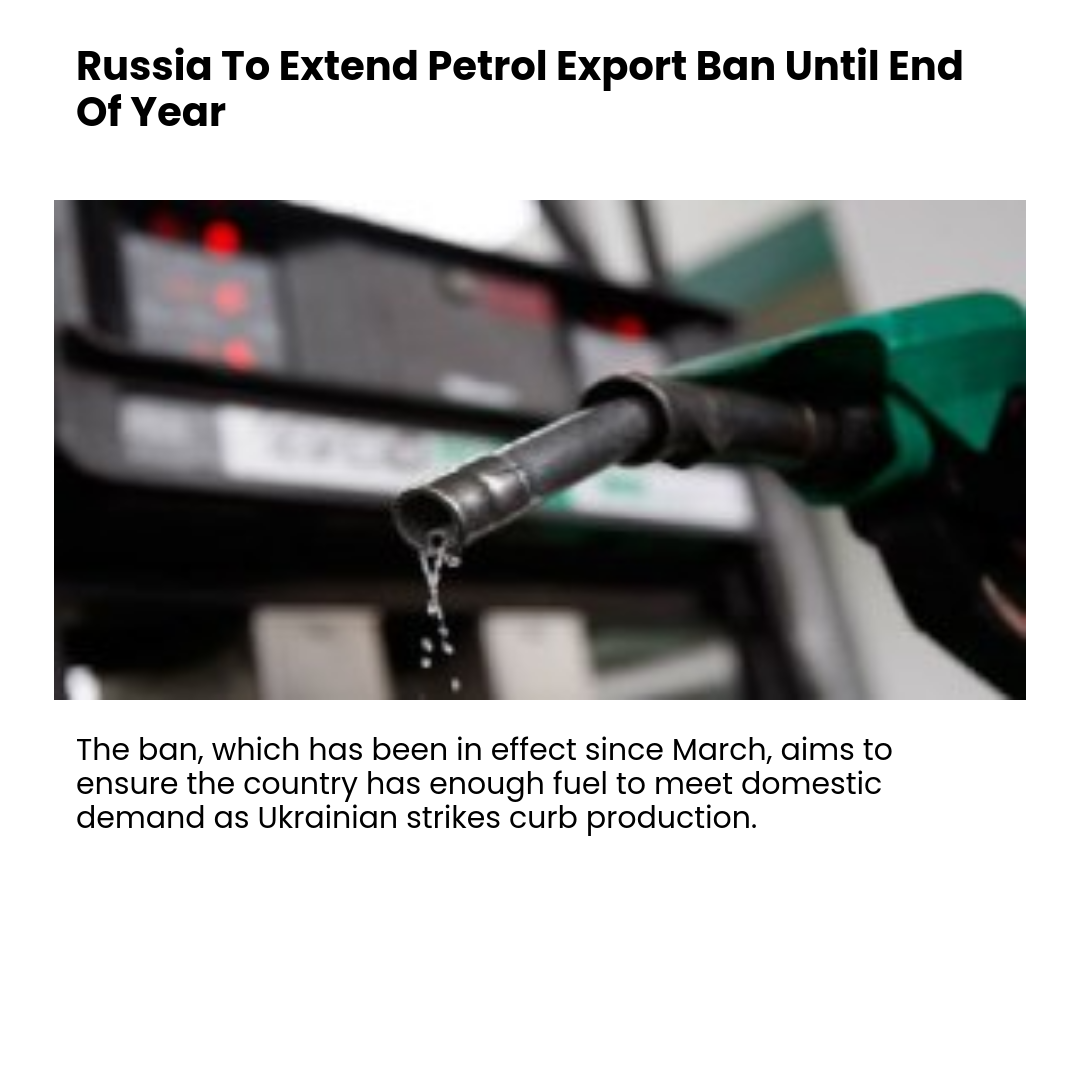 Russia To Extend Petrol Export Ban Until End
Of Year
The ban, which has been in effect since March, aims to
ensure the country has enough fuel to meet domestic
demand as Ukrainian strikes curb production.